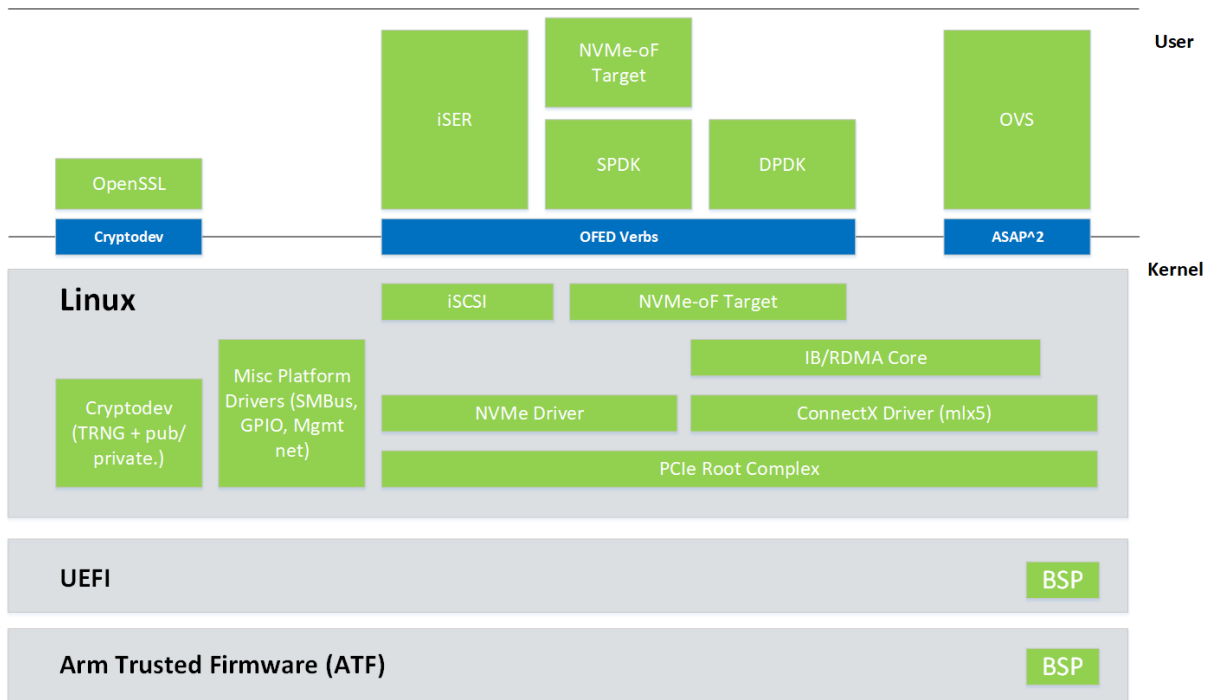 User
NVMe-oF
Target
iSER
OVS
SPDK
DPDK
OpenSSL
Cryptodev
OFED Verbs
ASAP^2
Kernel
Linux
iSCSI
NVMe-oF Target
IB/RDMA Core
Misc Platform
Drivers (SMBus,
GPIO, Mgmt
net)
Cryptodev
(TRNG + pub/
private.)
NVMe Driver
ConnectX Driver (mlx5)
PCIe Root Complex
UEFI
BSP
Arm Trusted Firmware (ATF)
BSP